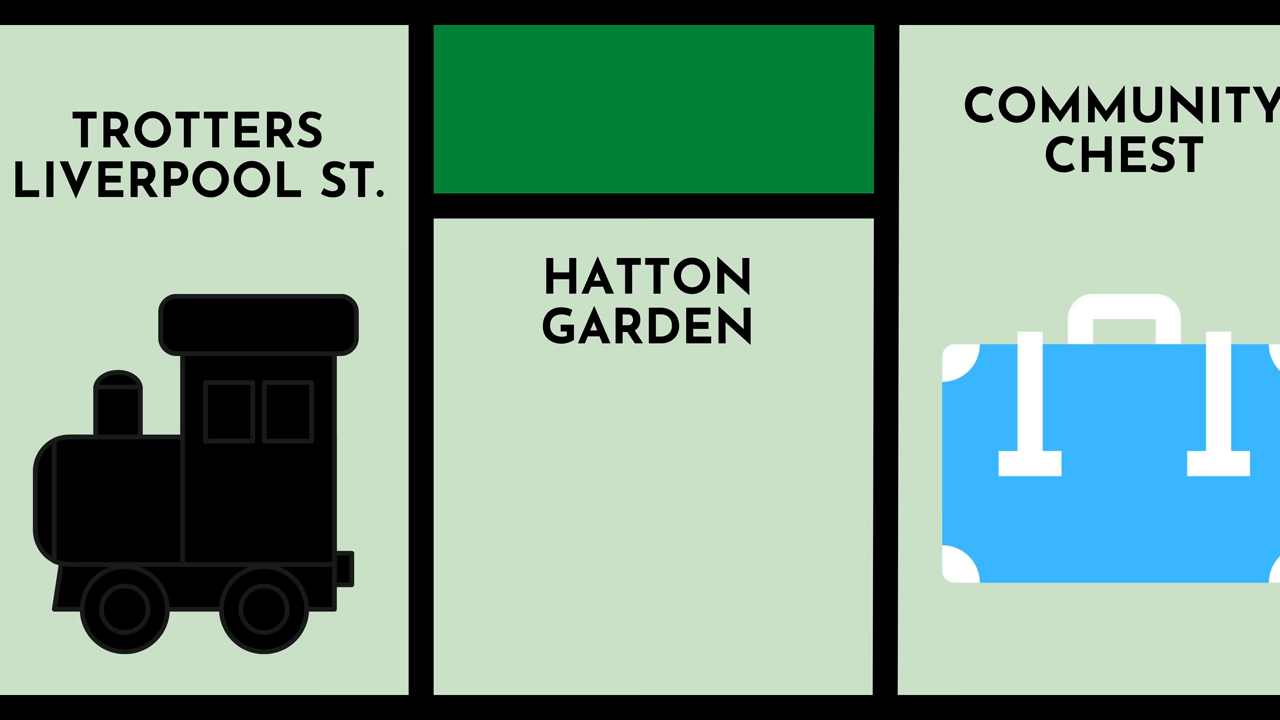 TROTTERS
LIVERPOOL ST.
HATTON
GARDEN
COMMUNITY
CHEST